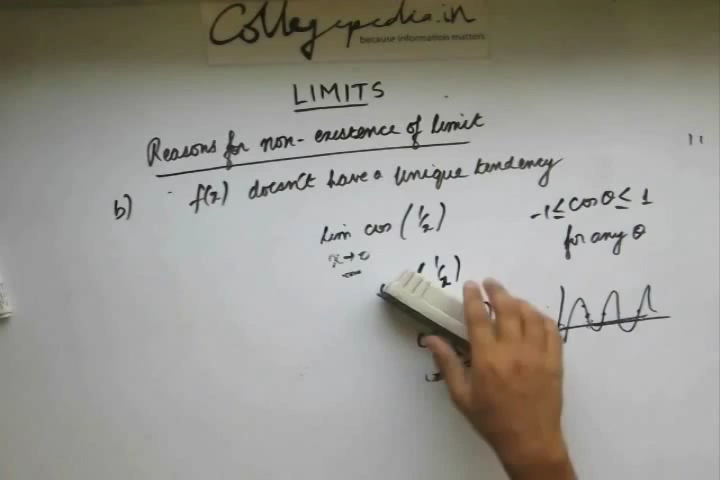 Collegepedia.in
because information matters.
LIMITS
Reasons for non-existence of limit
b) f(x) doesn't have a unique tendency
lim cos (1/x)
x→0
-1 ≤ cos θ ≤ 1
for any θ
(1/x)